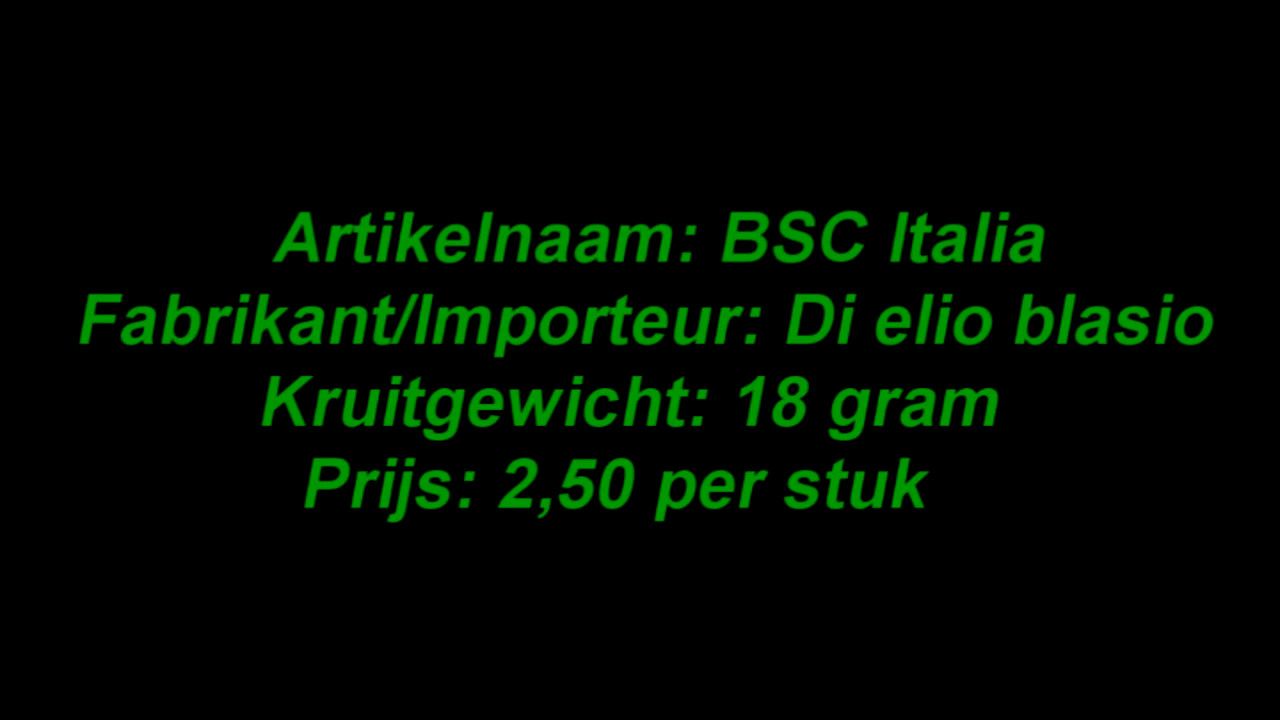 Artikelnaam: BSC Italia
Fabrikant/Importeur: Di elio blasio
Kruitgewicht: 18 gram
Prijs: 2,50 per stuk